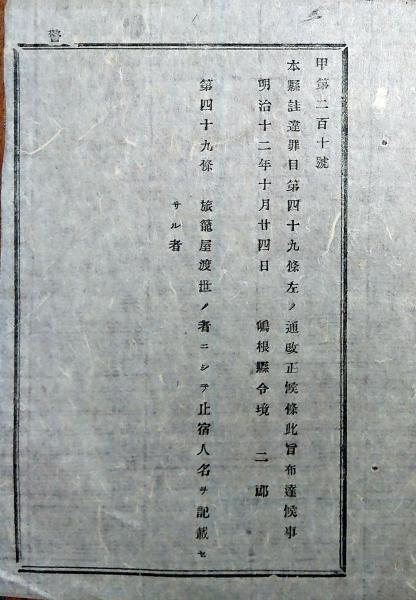 警
甲第二百十號
本縣詿違罪目第四十九條左ノ通改正候條此旨布達候事
明治十二年十月廿四日　島根縣令境　二郎
第四十九條　旅籠屋渡世ノ者ニシテ止宿人名ヲ記載セ
サル者